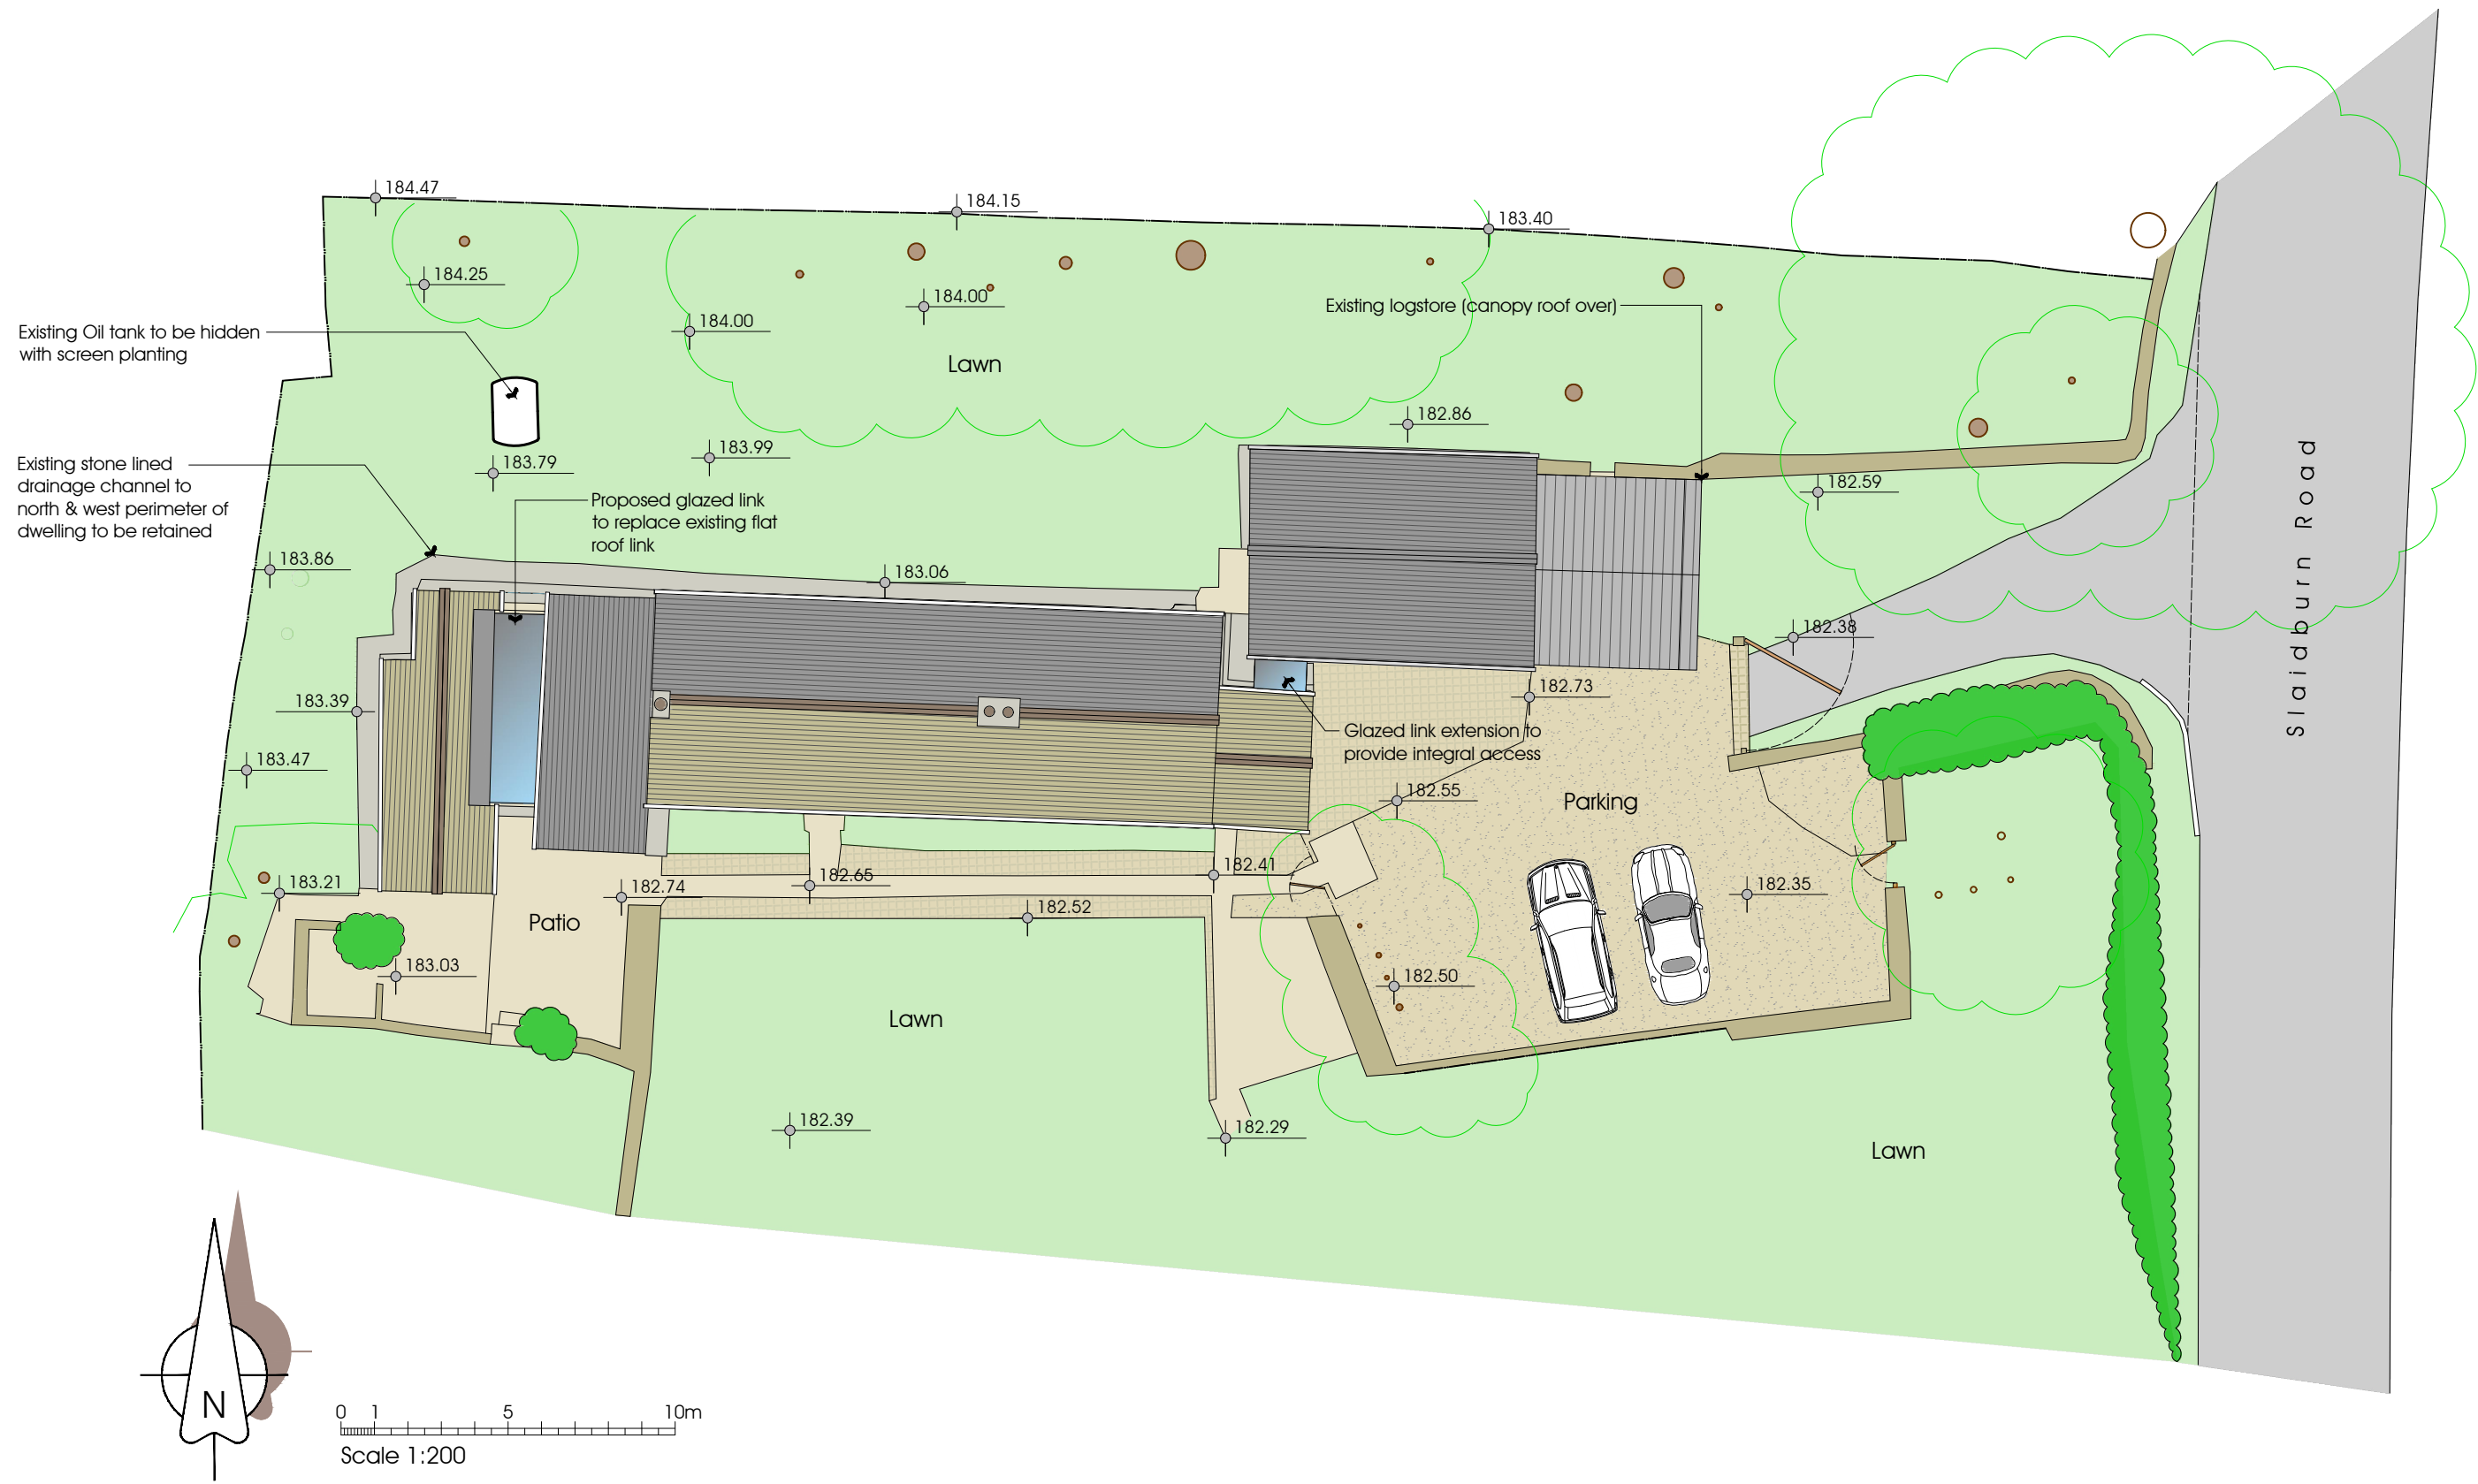 184.47
184.15
183.40
184.25
184.00
184.00
Existing logstore (canopy roof over)
Existing Oil tank to be hidden
with screen planting
Lawn
182.86
183.99
183.79
Existing stone lined
drainage channel to
north & west perimeter of
dwelling to be retained
Proposed glazed link
to replace existing flat
roof link
182.59
Slaidburn Road
183.86
183.06
182.38
183.39
182.73
Glazed link extension to
provide integral access
183.47
182.55
Parking
182.41
182.65
183.21
182.74
182.35
182.52
Patio
183.03
182.50
Lawn
182.39
182.29
Lawn
N
0 1 5 10m
Scale 1:200